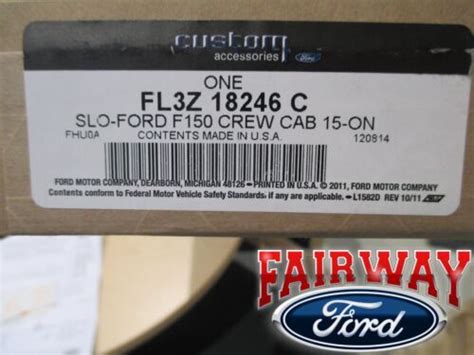 custom
accessories Ford
ONE
FL3Z 18246 C
SLO-FORD F150 CREW CAB 15-ON
FHU0A CONTENTS MADE IN U.S.A. 120814
FORD MOTOR COMPANY, DEARBORN, MICHIGAN 48126 - PRINTED IN U.S.A. © 2011, FORD MOTOR COMPANY
Contents conform to Federal Motor Vehicle Safety Standards if any are applicable. - L1582D REV 10/11
FAIRWAY
Ford